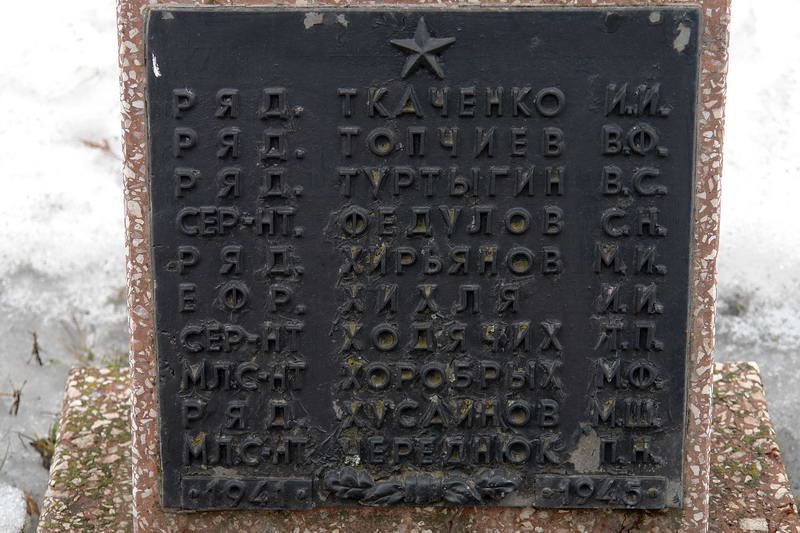 РЯД. ТКАЧЕНКО И.И.
РЯД. ТОПЧИЕВ В.Ф.
РЯД. ТУРТЫГИН В.С.
СЕР-НТ. ФЕДУЛОВ С.Н.
РЯД. ХИРЬЯНОВ М.И.
ЕФР. ХИХЛЯ И.И.
СЕР-НТ ХОДЯЧИХ Л.П.
МЛ.С-НТ ХОРОБРЫХ М.Ф.
РЯД. ХУСАИНОВ М.Ш.
МЛ.С-НТ ЧЕРЕДНЮК П.Н.
1941 1945